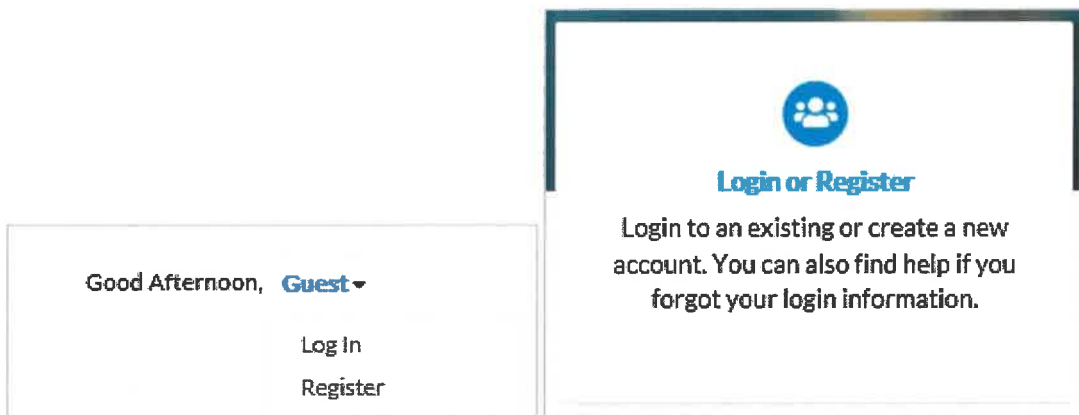 Good Afternoon, Guest
Log In
Register
Login or Register
Login to an existing or create a new
account. You can also find help if you
forgot your login information.